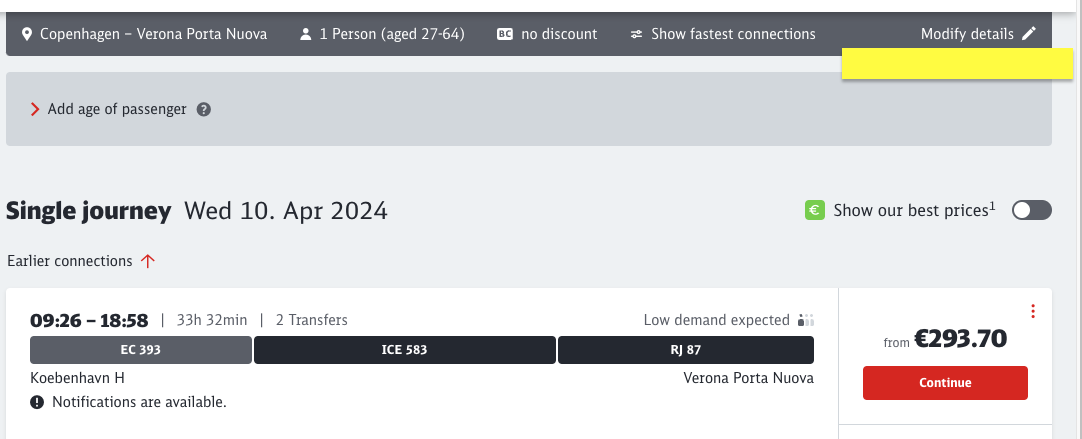 Copenhagen – Verona Porta Nuova 1 Person (aged 27-64) BC no discount Show fastest connections Modify details
Add age of passenger ?
Single journey Wed 10. Apr 2024 € Show our best prices1
Earlier connections
09:26 – 18:58 | 33h 32min | 2 Transfers Low demand expected
from €293.70
EC 393 ICE 583 RJ 87
Koebenhavn H Verona Porta Nuova
Continue
Notifications are available.